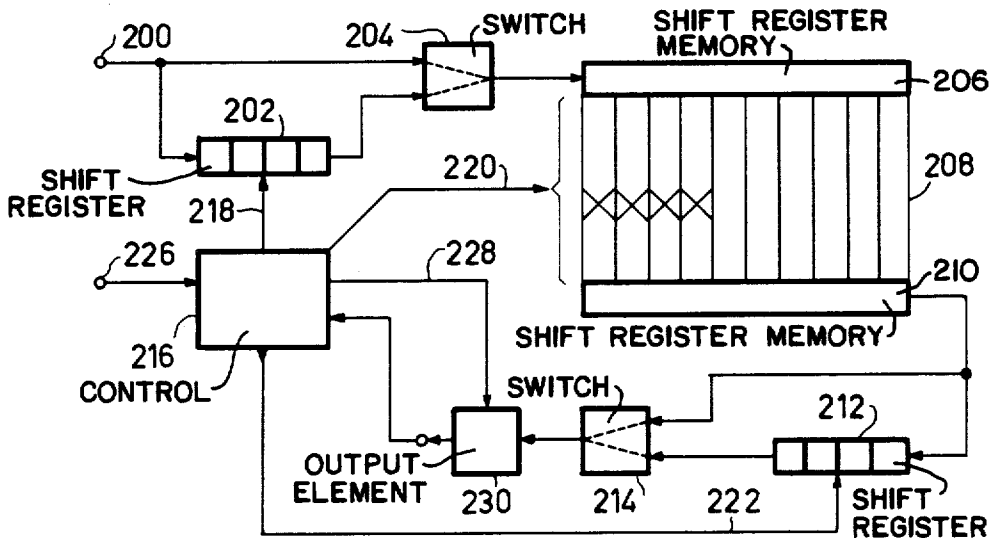 200
204
SWITCH
SHIFT REGISTER
MEMORY
206
202
SHIFT
REGISTER
218
220
208
226
228
210
216
CONTROL
SHIFT REGISTER MEMORY
SWITCH
212
OUTPUT
ELEMENT
230
214
222
SHIFT
REGISTER